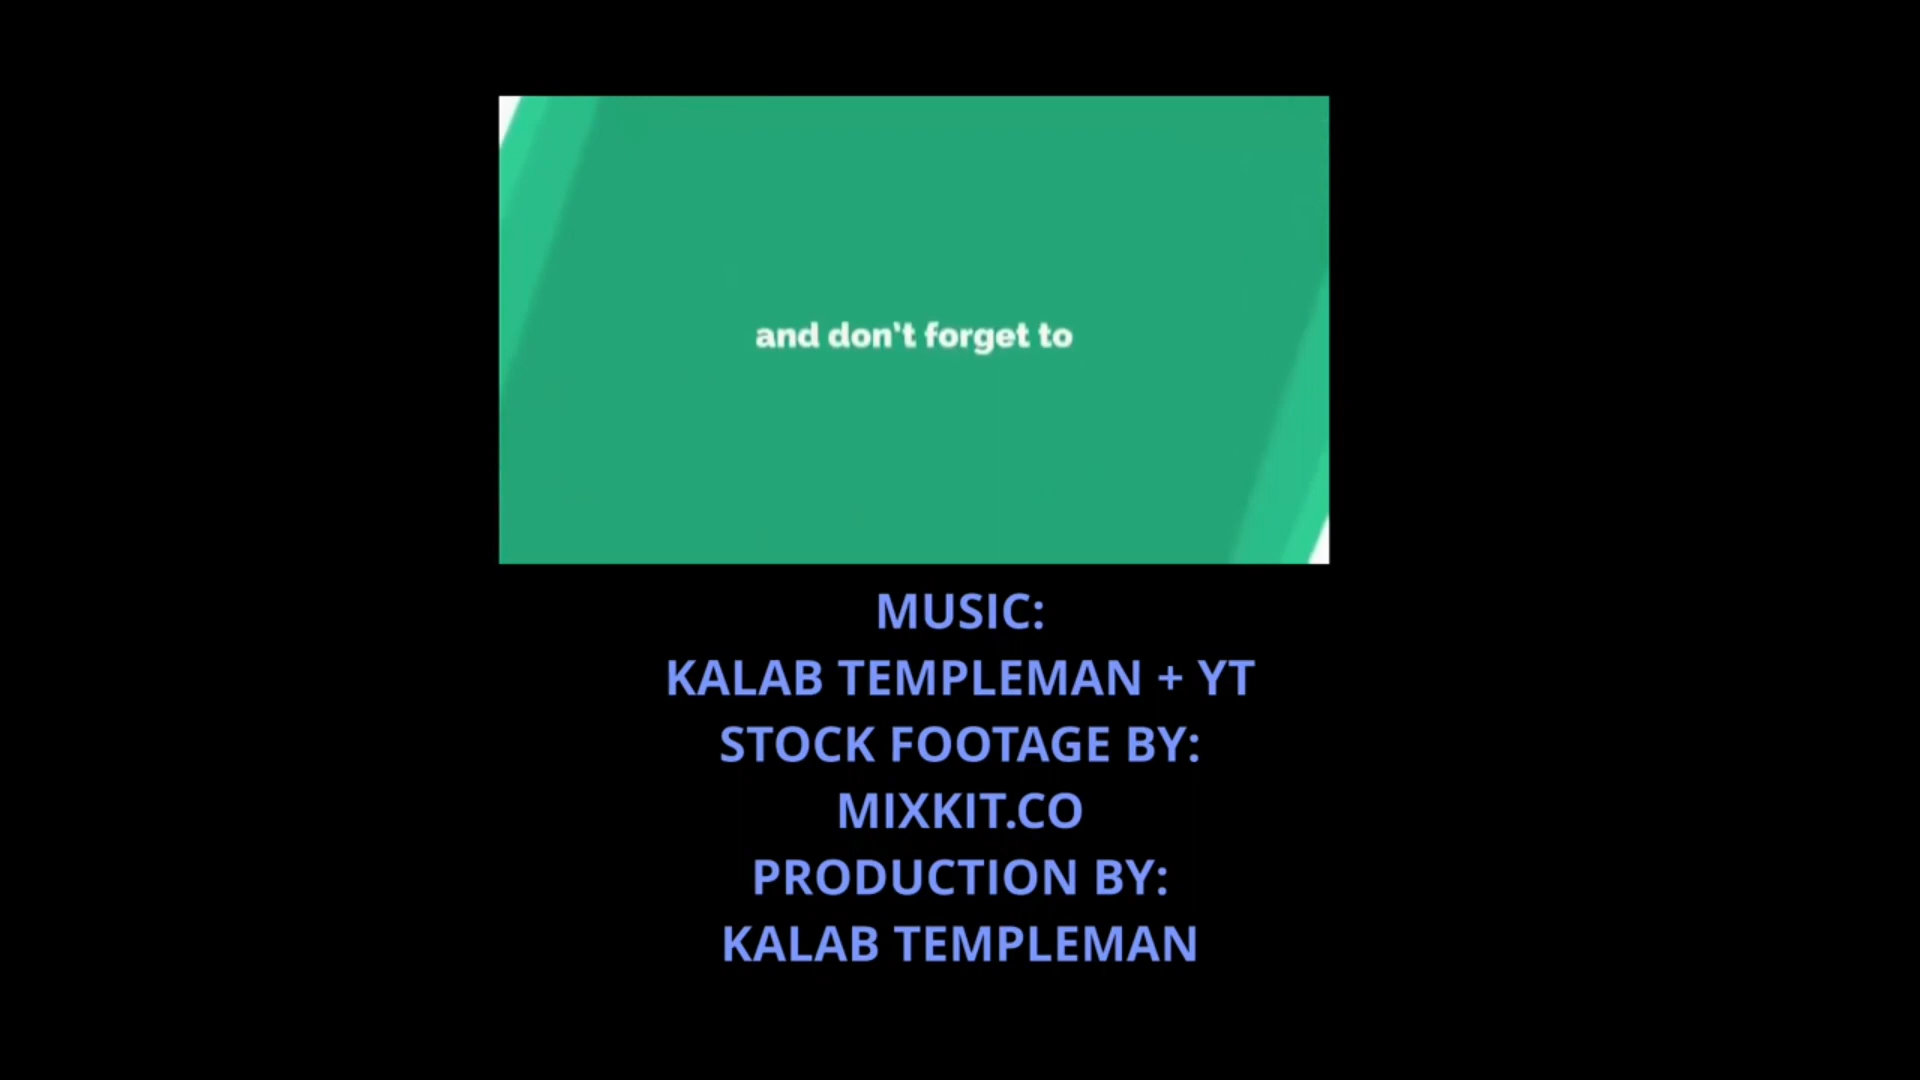 and don't forget to
MUSIC:
KALAB TEMPLEMAN + YT
STOCK FOOTAGE BY:
MIXKIT.CO
PRODUCTION BY:
KALAB TEMPLEMAN